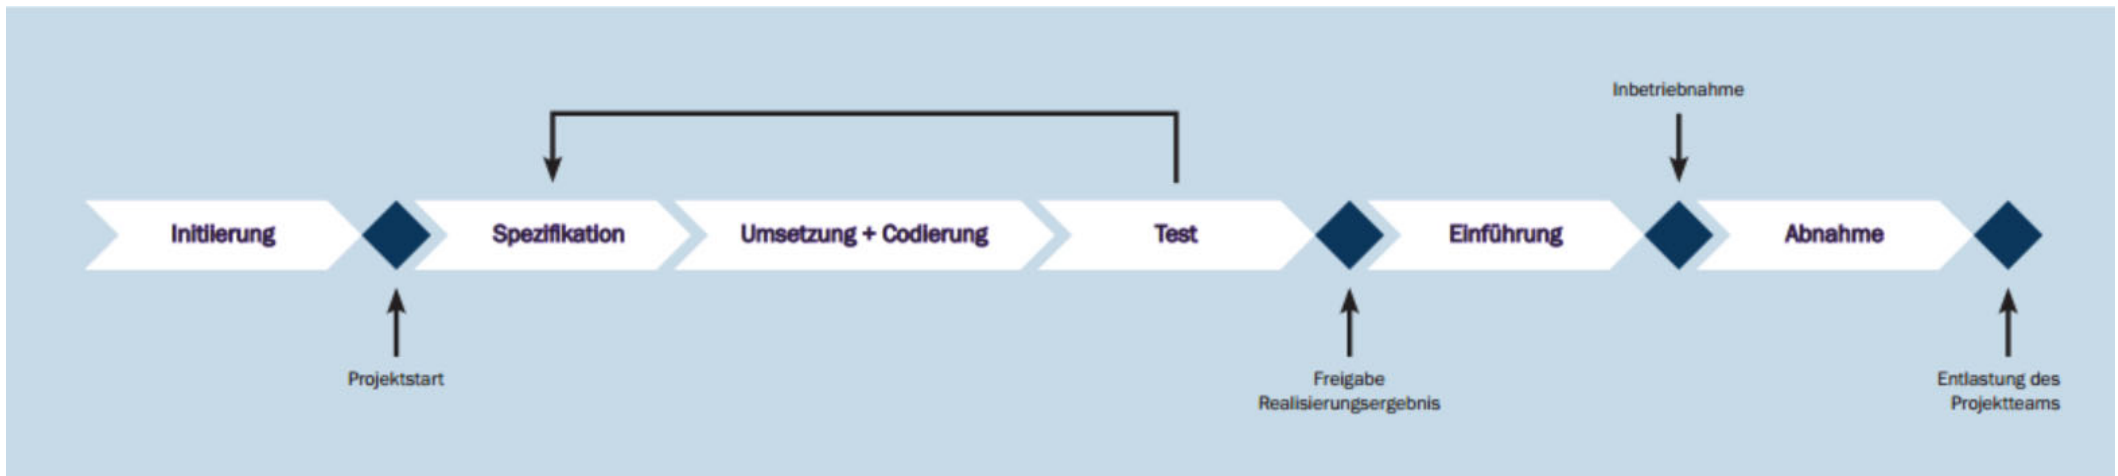 Inbetriebnahme
Initiierung
Spezifikation
Umsetzung + Codierung
Test
Einführung
Abnahme
Projektstart
Freigabe
Realisierungsergebnis
Entlastung des
Projektteams